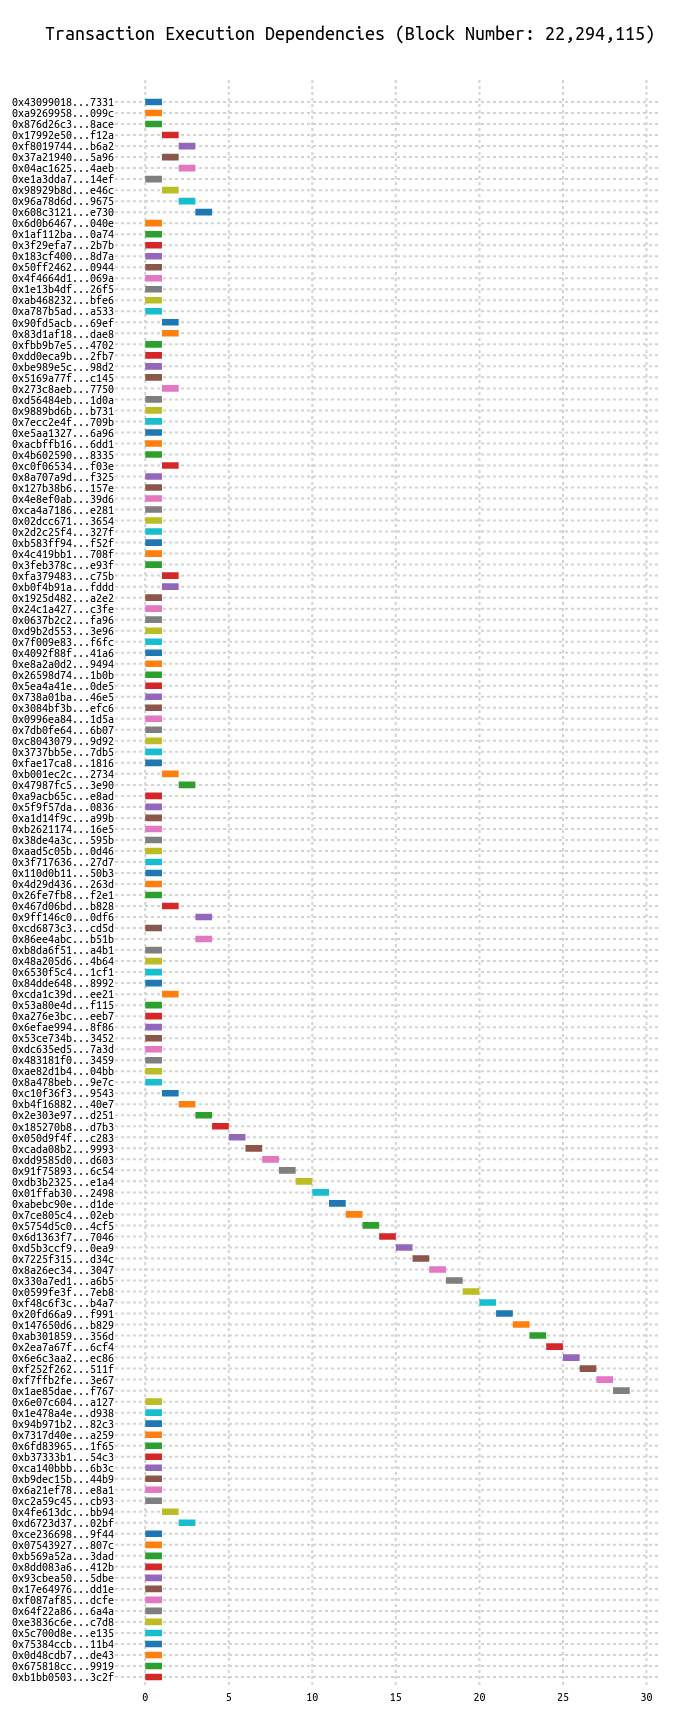 Transaction Execution Dependencies (Block Number: 22,294,115)
0x43099018...7331
0xa9269958...099c
0x876d26c3...8ace
0x17992e50...f12a
0xf8019744...b6a2
0x37a21940...5a96
0x04ac1625...4aeb
0xe1a3dda7...14ef
0x98929b8d...e46c
0x96a78d6d...9675
0x608c3121...e730
0x6d0b6467...040e
0x1af112ba...0a74
0x3f29efa7...2b7b
0x183cf400...8d7a
0x50ff2462...0944
0x4f4664d1...069a
0x1e13b4df...26f5
0xab468232...bfe6
0xa787b5ad...a533
0x90fd5acb...69ef
0x83d1af18...dae8
0xfbb9b7e5...4702
0xdd0eca9b...2fb7
0xbe989e5c...98d2
0x5169a77f...c145
0x273c8aeb...7750
0xd56484eb...1d0a
0x9889bd6b...b731
0x7ecc2e4f...709b
0xe5aa1327...6a96
0xacbffb16...6dd1
0x4b602590...8335
0xc0f06534...f03e
0x8a707a9d...f325
0x127b38b6...157e
0x4e8ef0ab...39d6
0xca4a7186...e281
0x02dcc671...3654
0x2d2c25f4...327f
0xb583ff94...f52f
0x4c419bb1...708f
0x3feb378c...e93f
0xfa379483...c75b
0xb0f4b91a...fddd
0x1925d482...a2e2
0x24c1a427...c3fe
0x0637b2c2...fa96
0xd9b2d553...3e96
0x7f009e83...f6fc
0x4092f88f...41a6
0xe8a2a0d2...9494
0x26598d74...1b0b
0x5ea4a41e...0de5
0x738a01ba...46e5
0x3084bf3b...efc6
0x0996ea84...1d5a
0x7db0fe64...6b07
0xc8043079...9d92
0x3737bb5e...7db5
0xfae17ca8...1816
0xb001ec2c...2734
0x47987fc5...3e90
0xa9acb65c...e8ad
0x5f9f57da...0836
0xa1d14f9c...a99b
0xb2621174...16e5
0x38de4a3c...595b
0xaad5c05b...0d46
0x3f717636...27d7
0x110d0b11...50b3
0x4d29d436...263d
0x26fe7fb8...f2e1
0x467d06bd...b828
0x9ff146c0...0df6
0xcd6873c3...cd5d
0x86ee4abc...b51b
0xb8da6f51...a4b1
0x48a205d6...4b64
0x6530f5c4...1cf1
0x84dde648...8992
0xcda1c39d...ee21
0x53a80e4d...f115
0xa276e3bc...eeb7
0x6efae994...8f86
0x53ce734b...3452
0xdc635ed5...7a3d
0x483181f0...3459
0xae82d1b4...04bb
0x8a478beb...9e7c
0xc10f36f3...9543
0xb4f16882...40e7
0x2e303e97...d251
0x185270b8...d7b3
0x050d9f4f...c283
0xcada08b2...9993
0xdd9585d0...d603
0x91f75893...6c54
0xdb3b2325...e1a4
0x01ffab30...2498
0xabebc90e...d1de
0x7ce805c4...02eb
0x5754d5c0...4cf5
0x6d1363f7...7046
0xd5b3ccf9...0ea9
0x7225f315...d34c
0x8a26ec34...3047
0x330a7ed1...a6b5
0x0599fe3f...7eb8
0xf48c6f3c...b4a7
0x20fd66a9...f991
0x147650d6...b829
0xab301859...356d
0x2ea7a67f...6cf4
0x6e6c3aa2...ec86
0xf252f262...511f
0xf7ffb2fe...3e67
0x1ae85dae...f767
0x6e07c604...a127
0x1e478a4e...d938
0x94b971b2...82c3
0x7317d40e...a259
0x6fd83965...1f65
0xb37333b1...54c3
0xca140bbb...6b3c
0xb9dec15b...44b9
0x6a21ef78...e8a1
0xc2a59c45...cb93
0x4fe613dc...bb94
0xd6723d37...02bf
0xce236698...9f44
0x07543927...807c
0xb569a52a...3dad
0x8dd083a6...412b
0x93cbea50...5dbe
0x17e64976...dd1e
0xf087af85...dcfe
0x64f22a86...6a4a
0xe3836c6e...c7d8
0x5c700d8e...e135
0x75384ccb...11b4
0x0d48cdb7...de43
0x675818cc...9919
0xb1bb0503...3c2f
0 5 10 15 20 25 30